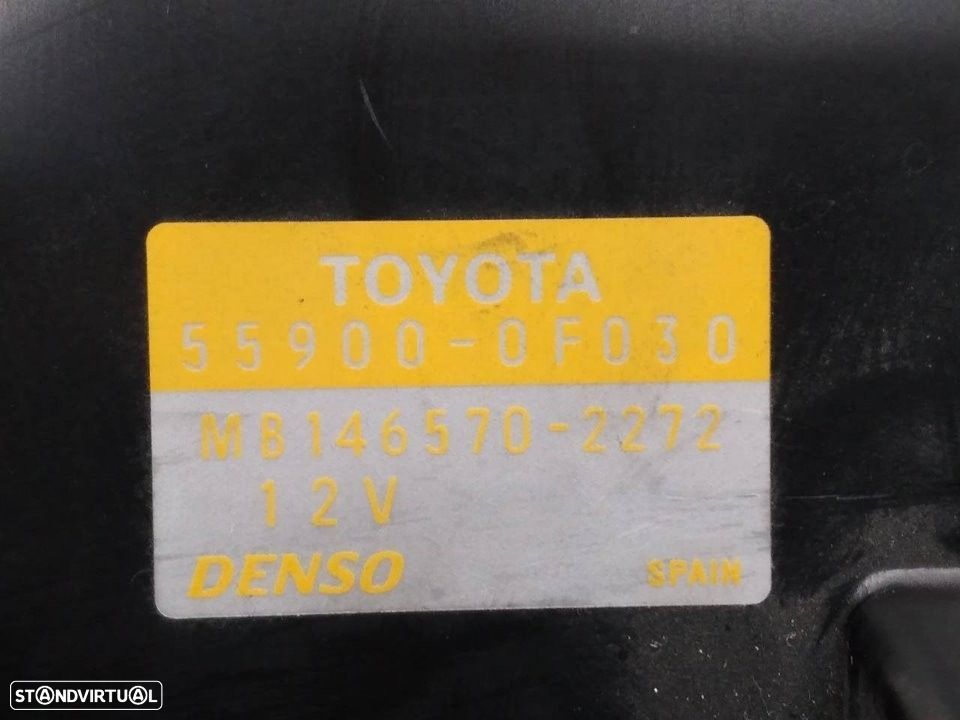 TOYOTA
55900-0F030
MB146570-2272
12V
DENSO SPAIN
STANDVIRTUAL